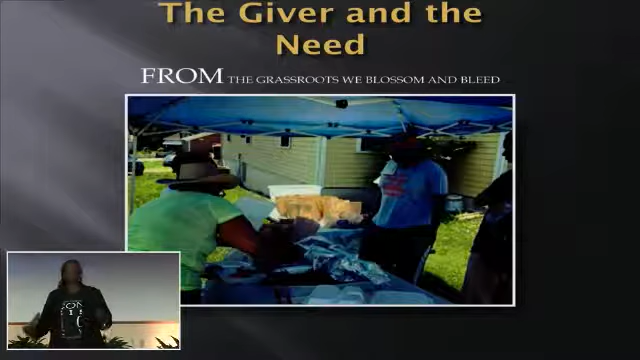 The Giver and the
Need
FROM THE GRASSROOTS WE BLOSSOM AND BLEED